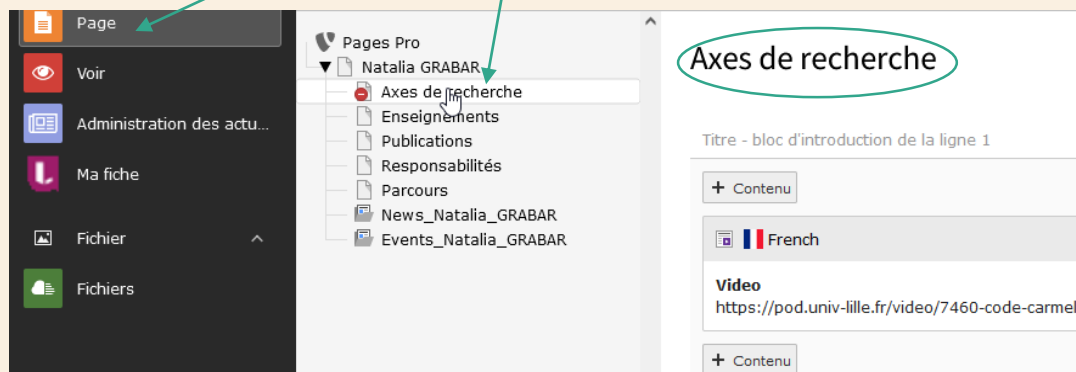 Page
Voir
Administration des actu...
Ma fiche
Fichier
Fichiers
Pages Pro
Natalia GRABAR
Axes de recherche
Enseignements
Publications
Responsabilités
Parcours
News_Natalia_GRABAR
Events_Natalia_GRABAR
Axes de recherche
Titre - bloc d'introduction de la ligne 1
+ Contenu
French
Video
https://pod.univ-lille.fr/video/7460-code-carmel
+ Contenu